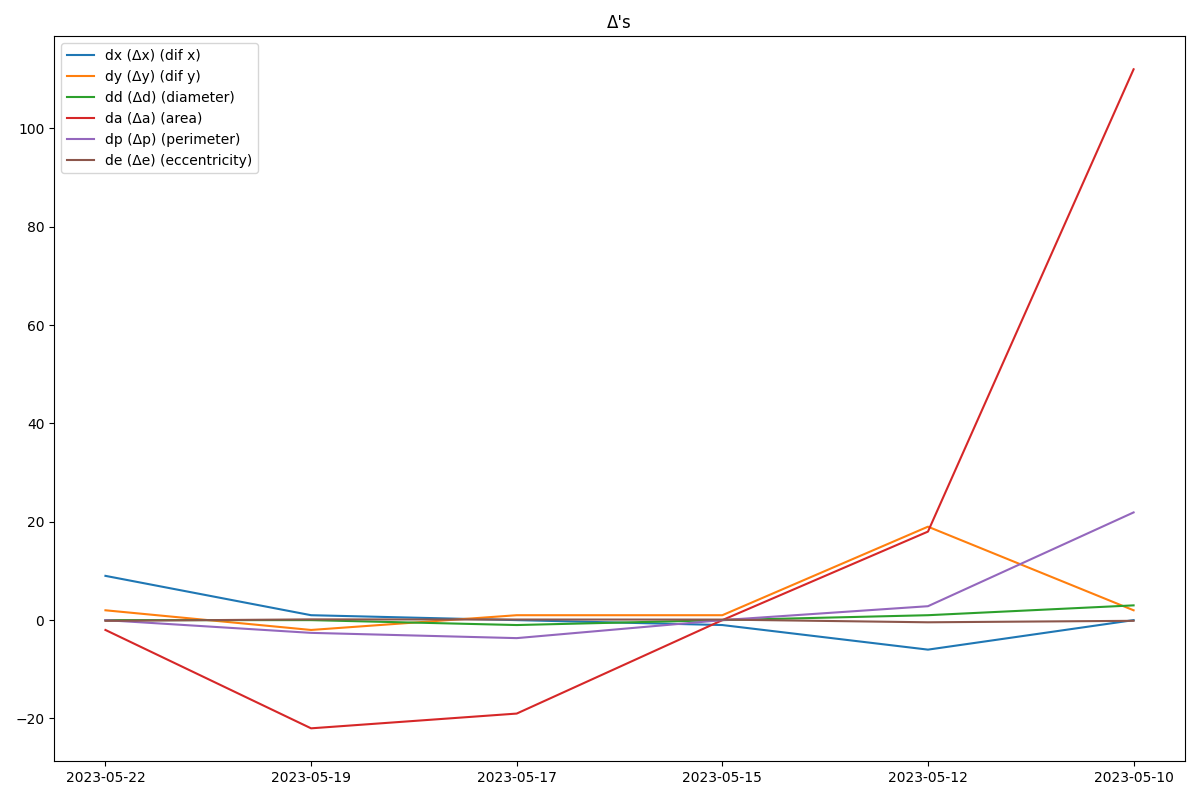 Δ's
dx (Δx) (dif x)
dy (Δy) (dif y)
dd (Δd) (diameter)
da (Δa) (area)
dp (Δp) (perimeter)
de (Δe) (eccentricity)
100
80
60
40
20
0
−20
2023-05-22 2023-05-19 2023-05-17 2023-05-15 2023-05-12 2023-05-10